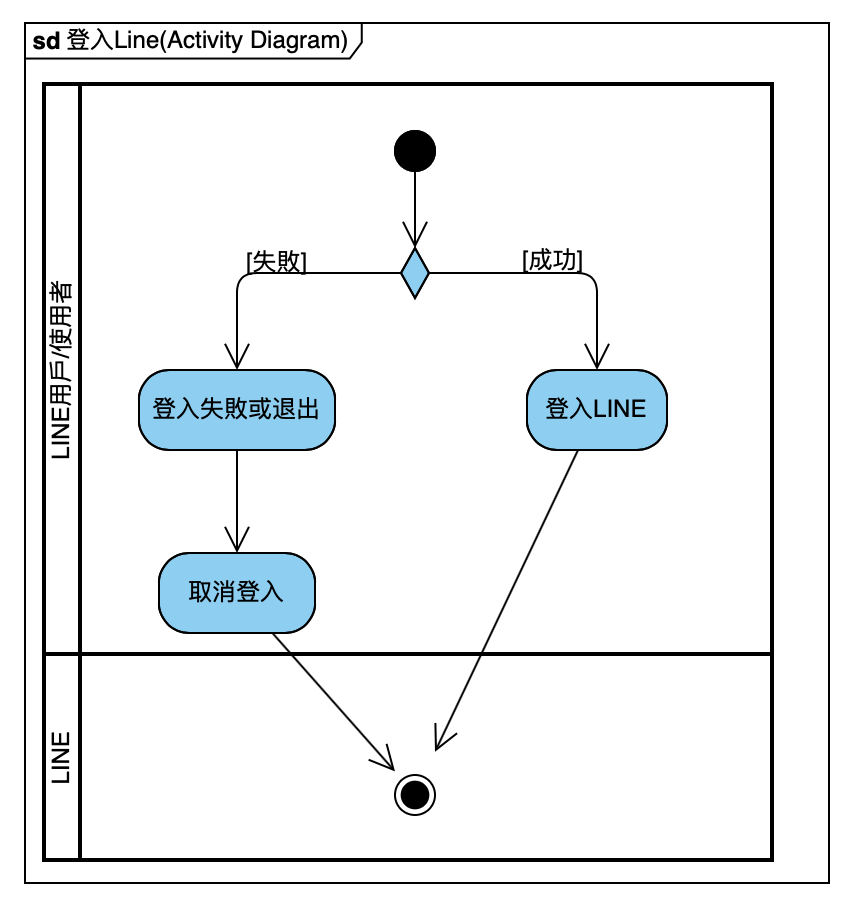 sd 登入Line(Activity Diagram)
LINE用戶/使用者
[失敗]
[成功]
登入失敗或退出
登入LINE
取消登入
LINE